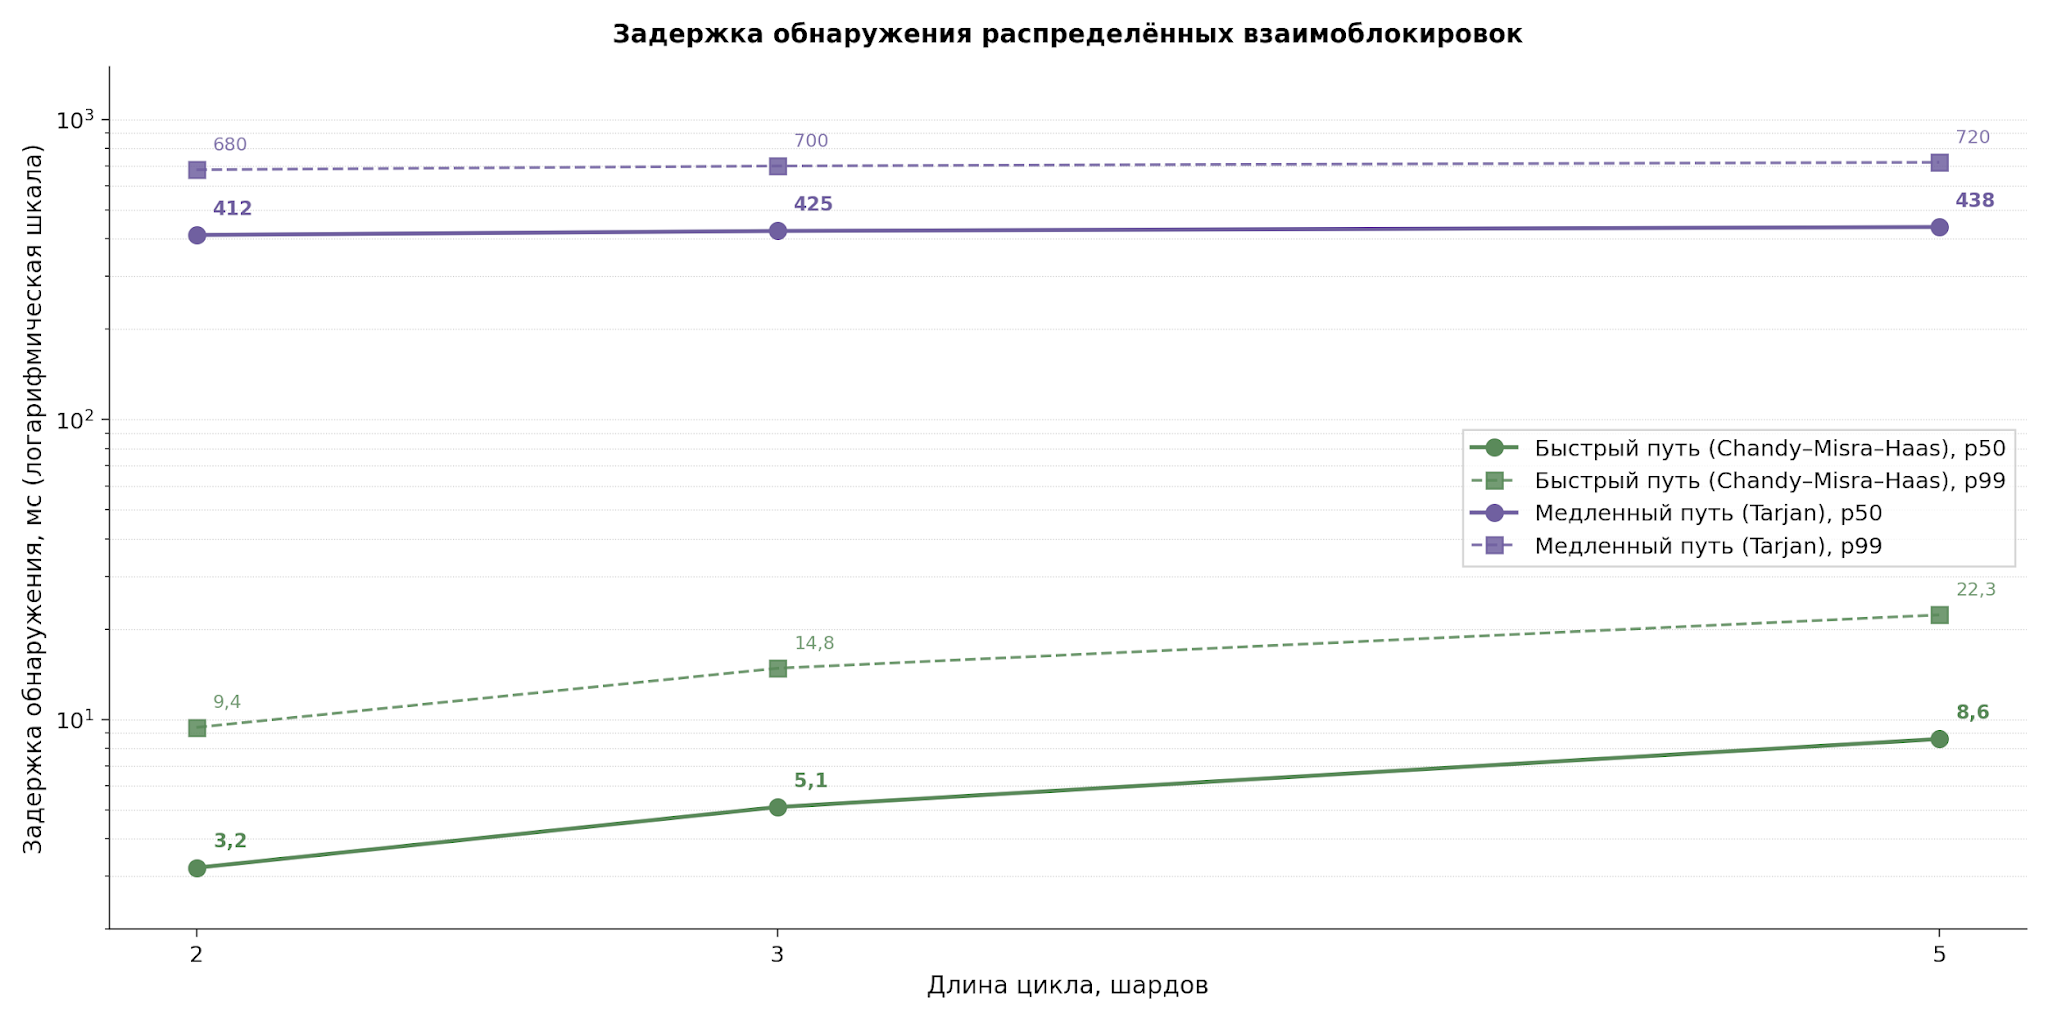 Задержка обнаружения распределённых взаимоблокировок
Задержка обнаружения, мс (логарифмическая шкала)
10³
10²
10¹
680
700
720
412
425
438
Быстрый путь (Chandy–Misra–Haas), p50
Быстрый путь (Chandy–Misra–Haas), p99
Медленный путь (Tarjan), p50
Медленный путь (Tarjan), p99
9,4
14,8
22,3
3,2
5,1
8,6
2
3
5
Длина цикла, шардов